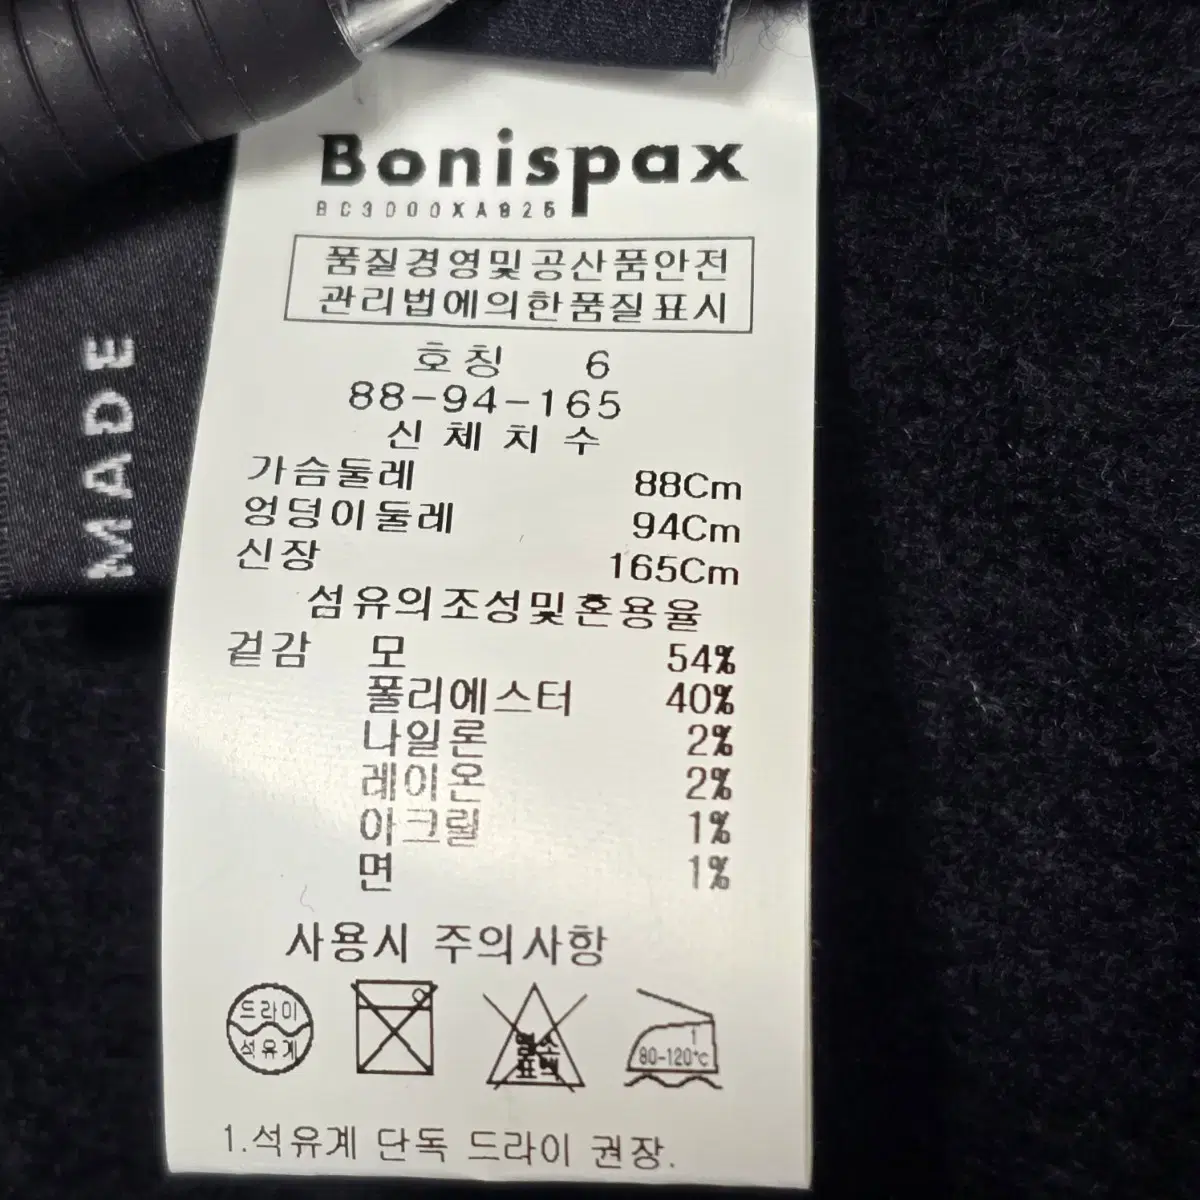 Bonispax
BC3000XA825
품질경영및공산품안전
관리법에의한품질표시
호칭 6
88-94-165
신체치수
가슴둘레 88Cm
엉덩이둘레 94Cm
신장 165Cm
섬유의조성및혼용율
겉감 모 54%
폴리에스터 40%
나일론 2%
레이온 2%
아크릴 1%
면 1%
사용시 주의사항
드라이
석유계
염소
표백
1
80-120℃
1.석유계 단독 드라이 권장.
MADE